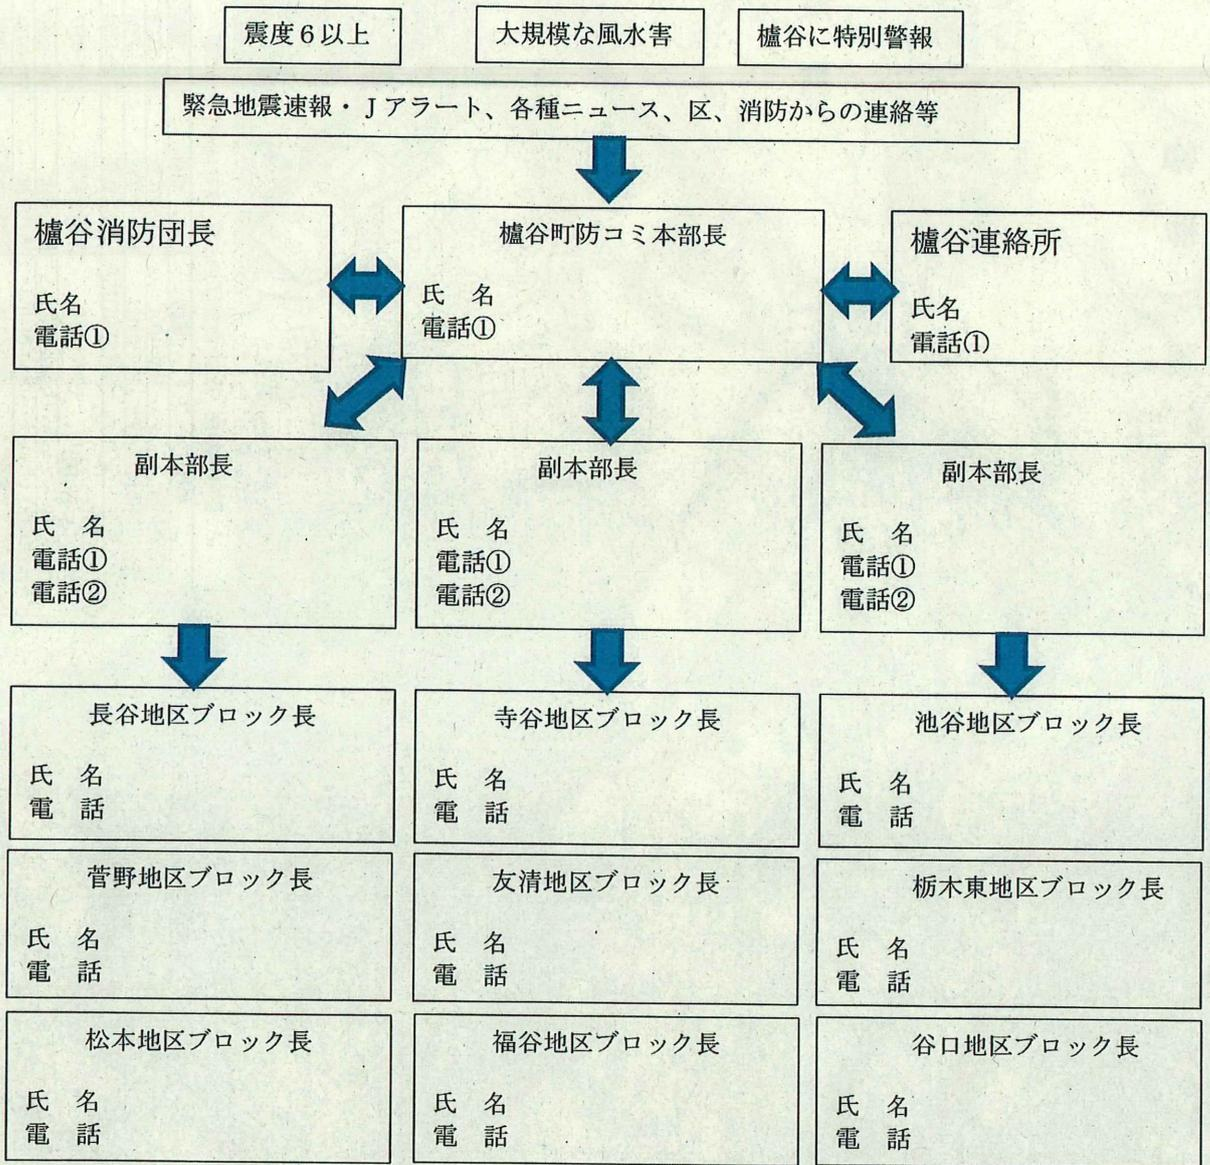 震度６以上
大規模な風水害
櫨谷に特別警報
緊急地震速報・Ｊアラート、各種ニュース、区、消防からの連絡等
櫨谷消防団長
氏名
電話①
櫨谷町防コミ本部長
氏　名
電話①
櫨谷連絡所
氏名
電話①
副本部長
氏　名
電話①
電話②
副本部長
氏　名
電話①
電話②
副本部長
氏　名
電話①
電話②
長谷地区ブロック長
氏　名
電　話
寺谷地区ブロック長
氏　名
電　話
池谷地区ブロック長
氏　名
電　話
菅野地区ブロック長
氏　名
電　話
友清地区ブロック長
氏　名
電　話
栃木東地区ブロック長
氏　名
電　話
松本地区ブロック長
氏　名
電　話
福谷地区ブロック長
氏　名
電　話
谷口地区ブロック長
氏　名
電　話